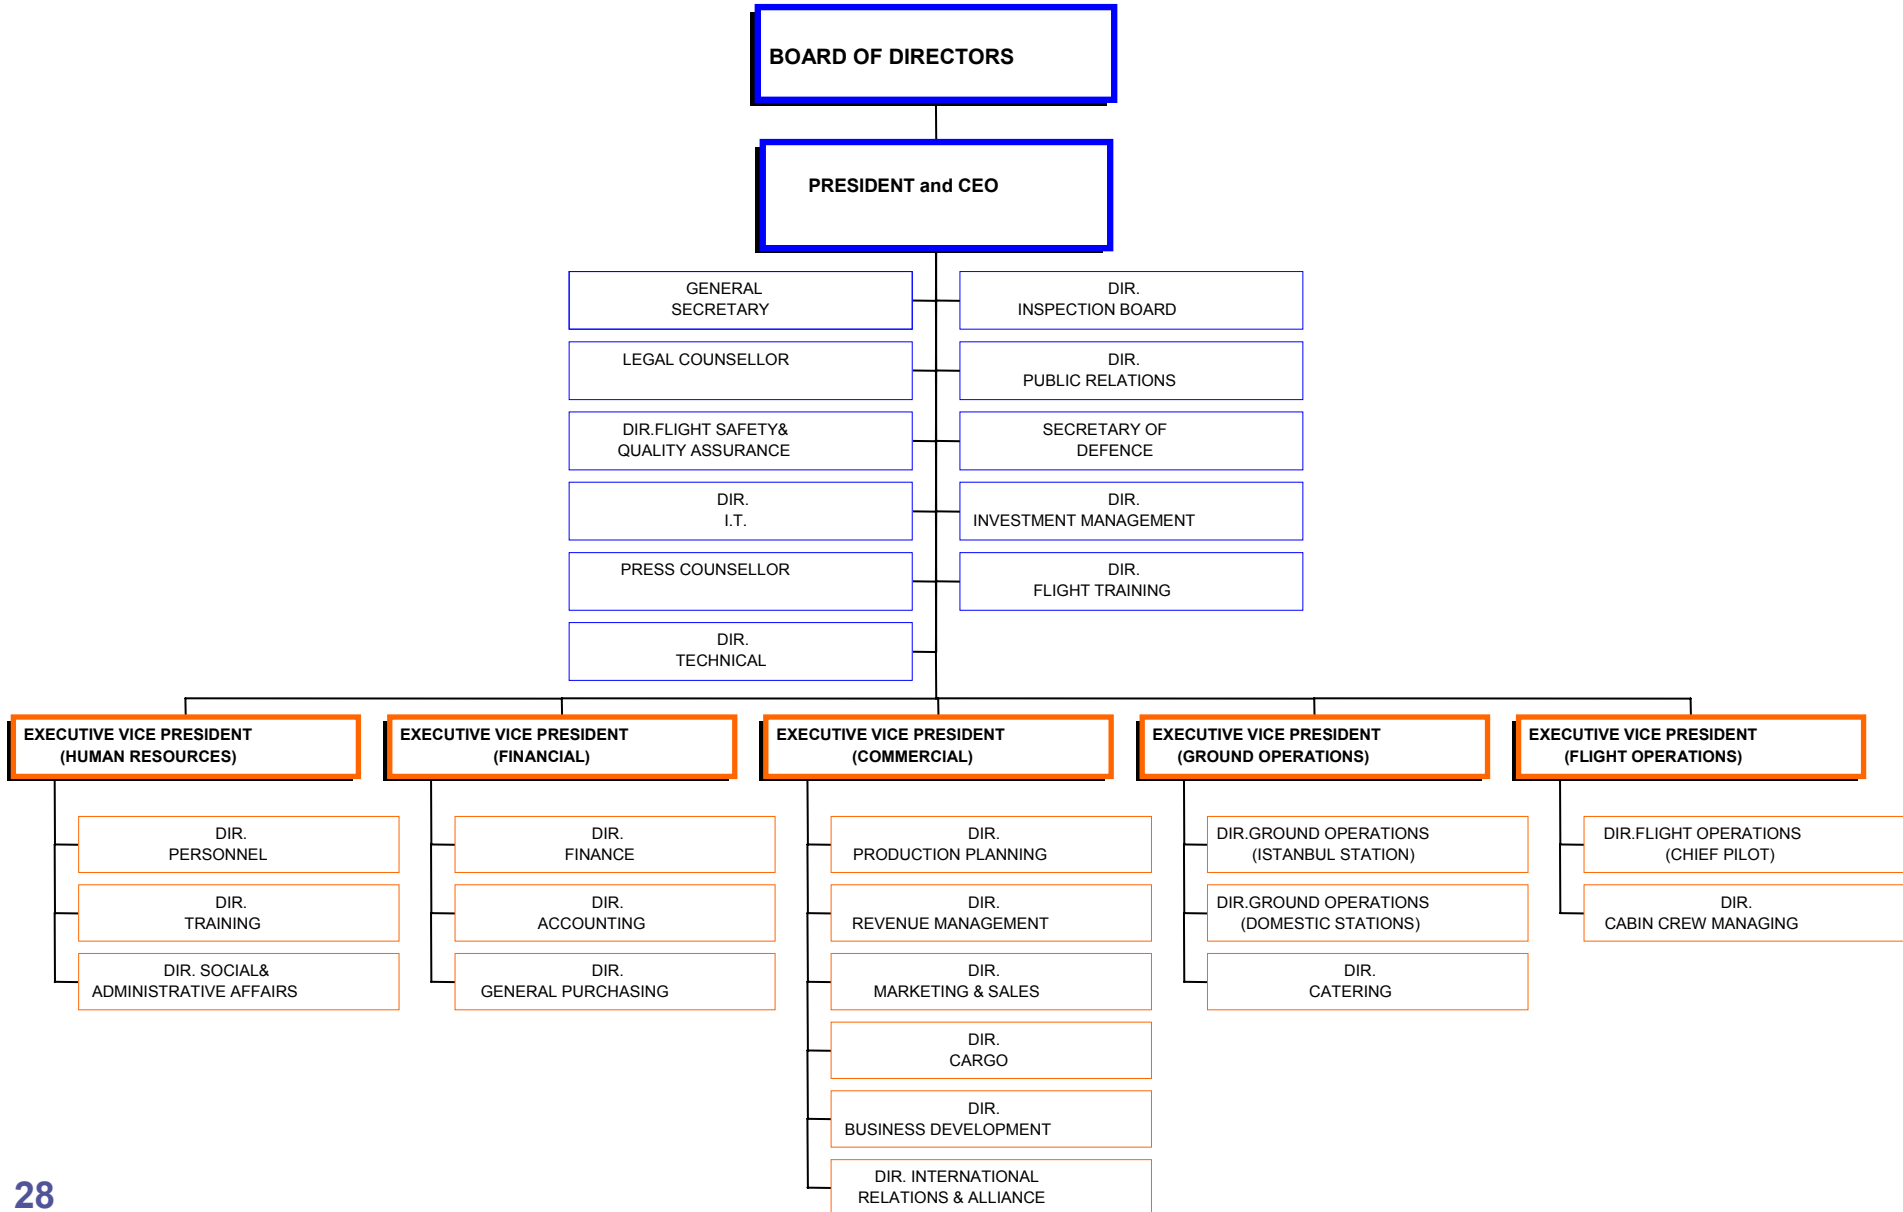 BOARD OF DIRECTORS
PRESIDENT and CEO
GENERAL
SECRETARY
DIR.
INSPECTION BOARD
LEGAL COUNSELLOR
DIR.
PUBLIC RELATIONS
DIR.FLIGHT SAFETY&
QUALITY ASSURANCE
SECRETARY OF
DEFENCE
DIR.
I.T.
DIR.
INVESTMENT MANAGEMENT
PRESS COUNSELLOR
DIR.
FLIGHT TRAINING
DIR.
TECHNICAL
EXECUTIVE VICE PRESIDENT
(HUMAN RESOURCES)
DIR.
PERSONNEL
DIR.
TRAINING
DIR. SOCIAL&
ADMINISTRATIVE AFFAIRS
EXECUTIVE VICE PRESIDENT
(FINANCIAL)
DIR.
FINANCE
DIR.
ACCOUNTING
DIR.
GENERAL PURCHASING
EXECUTIVE VICE PRESIDENT
(COMMERCIAL)
DIR.
PRODUCTION PLANNING
DIR.
REVENUE MANAGEMENT
DIR.
MARKETING & SALES
DIR.
CARGO
DIR.
BUSINESS DEVELOPMENT
DIR. INTERNATIONAL
RELATIONS & ALLIANCE
EXECUTIVE VICE PRESIDENT
(GROUND OPERATIONS)
DIR.GROUND OPERATIONS
(ISTANBUL STATION)
DIR.GROUND OPERATIONS
(DOMESTIC STATIONS)
DIR.
CATERING
EXECUTIVE VICE PRESIDENT
(FLIGHT OPERATIONS)
DIR.FLIGHT OPERATIONS
(CHIEF PILOT)
DIR.
CABIN CREW MANAGING
28